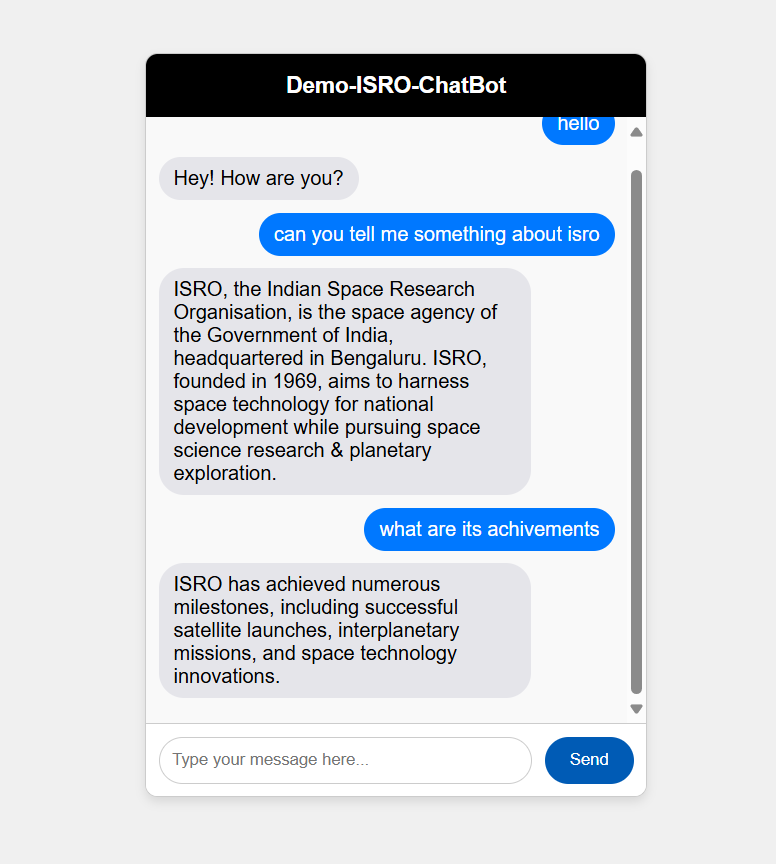 Demo-ISRO-ChatBot
hello
Hey! How are you?
can you tell me something about isro
ISRO, the Indian Space Research
Organisation, is the space agency of
the Government of India,
headquartered in Bengaluru. ISRO,
founded in 1969, aims to harness
space technology for national
development while pursuing space
science research & planetary
exploration.
what are its achivements
ISRO has achieved numerous
milestones, including successful
satellite launches, interplanetary
missions, and space technology
innovations.
Type your message here...
Send